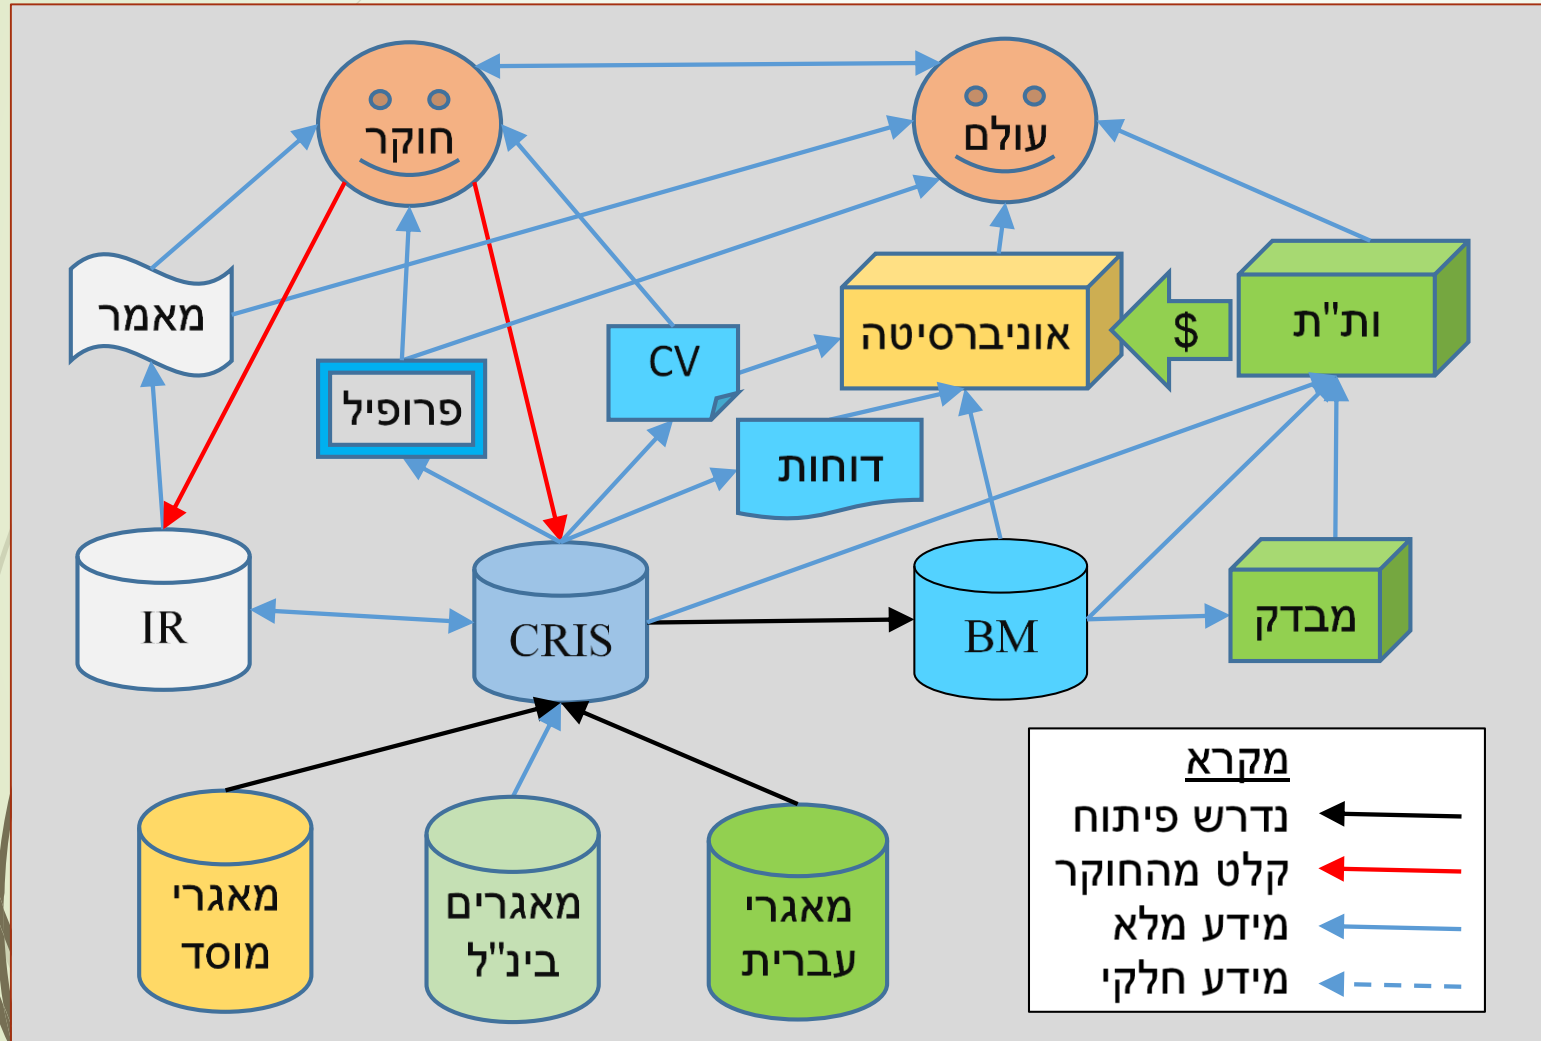 חוקר
עולם
מאמר
פרופיל
CV
אוניברסיטה
$
ות"ת
דוחות
IR
CRIS
BM
מבדק
מאגרי
מוסד
מאגרים
בינ"ל
מאגרי
עברית
מקרא
נדרש פיתוח
קלט מהחוקר
מידע מלא
מידע חלקי